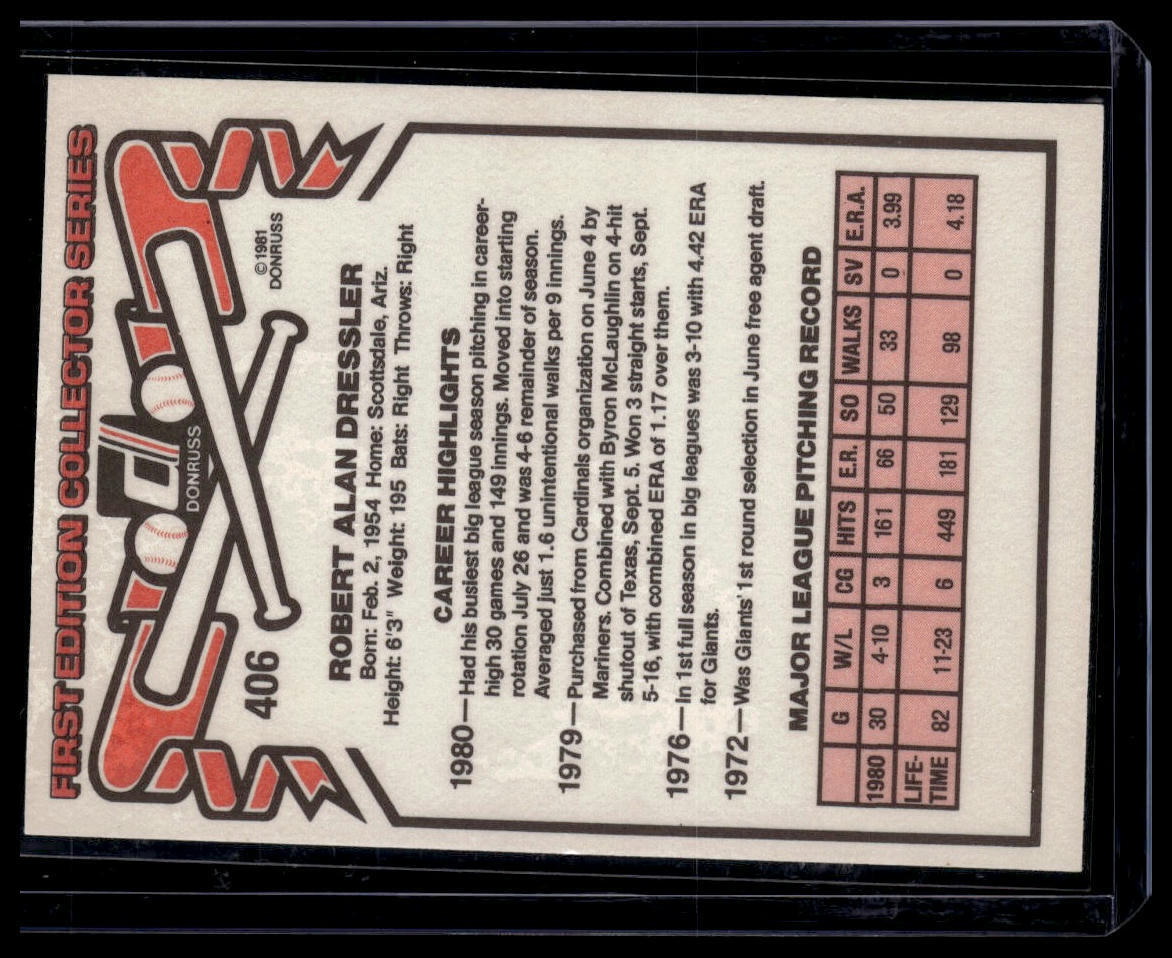 FIRST EDITION COLLECTOR SERIES
DONRUSS
406
©1981
DONRUSS
ROBERT ALAN DRESSLER
Born: Feb. 2, 1954 Home: Scottsdale, Ariz.
Height: 6'3" Weight: 195 Bats: Right Throws: Right
CAREER HIGHLIGHTS
1980—Had his busiest big league season pitching in career-
high 30 games and 149 innings. Moved into starting
rotation July 26 and was 4-6 remainder of season.
Averaged just 1.6 unintentional walks per 9 innings.
1979—Purchased from Cardinals organization on June 4 by
Mariners. Combined with Byron McLaughlin on 4-hit
shutout of Texas, Sept. 5. Won 3 straight starts, Sept.
5-16, with combined ERA of 1.17 over them.
1976—In 1st full season in big leagues was 3-10 with 4.42 ERA
for Giants.
1972—Was Giants' 1st round selection in June free agent draft.
MAJOR LEAGUE PITCHING RECORD
G W/L CG HITS E.R. SO WALKS SV E.R.A.
1980 30 4-10 3 161 66 50 33 0 3.99
LIFE-
TIME 82 11-23 6 449 181 129 98 0 4.18